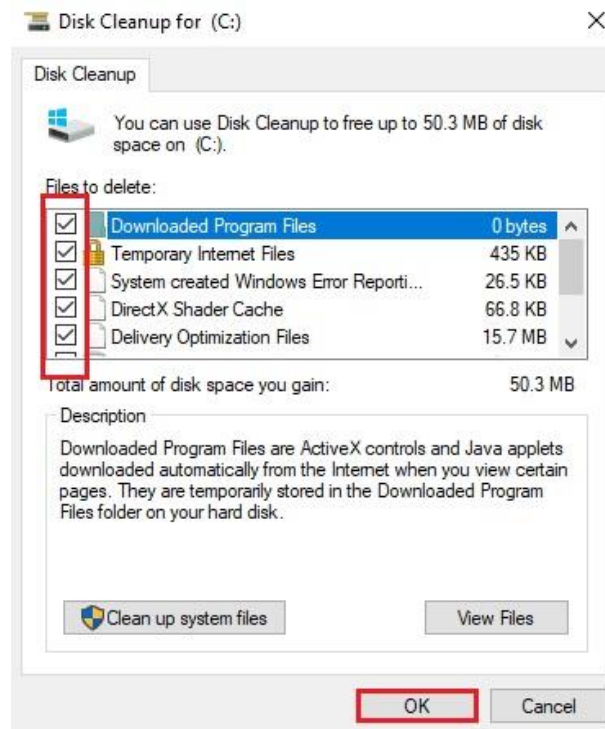 Disk Cleanup for (C:)
Disk Cleanup
You can use Disk Cleanup to free up to 50.3 MB of disk
space on (C:).
Files to delete:
Downloaded Program Files 0 bytes
Temporary Internet Files 435 KB
System created Windows Error Reporti... 26.5 KB
DirectX Shader Cache 66.8 KB
Delivery Optimization Files 15.7 MB
Total amount of disk space you gain: 50.3 MB
Description
Downloaded Program Files are ActiveX controls and Java applets
downloaded automatically from the Internet when you view certain
pages. They are temporarily stored in the Downloaded Program
Files folder on your hard disk.
Clean up system files View Files
OK Cancel